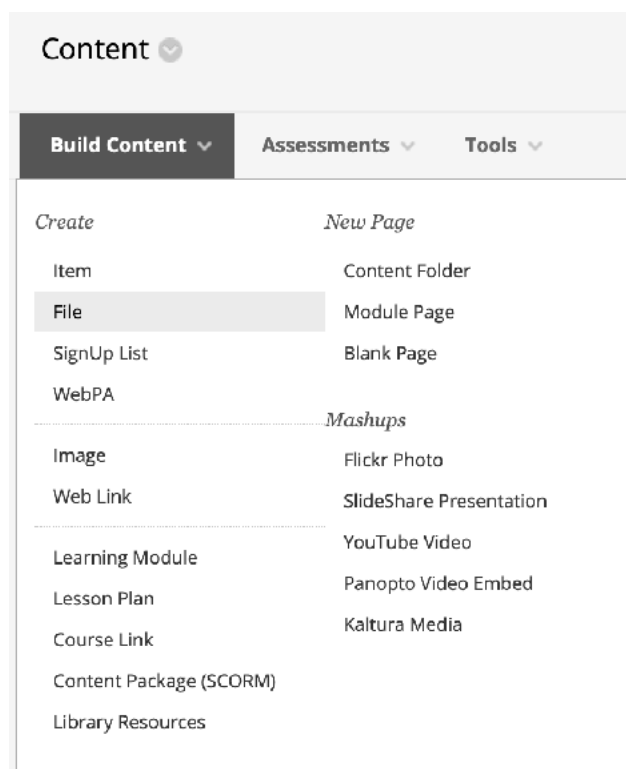 Content
Build Content
Assessments
Tools
Create
Item
File
SignUp List
WebPA
Image
Web Link
Learning Module
Lesson Plan
Course Link
Content Package (SCORM)
Library Resources
New Page
Content Folder
Module Page
Blank Page
Mashups
Flickr Photo
SlideShare Presentation
YouTube Video
Panopto Video Embed
Kaltura Media